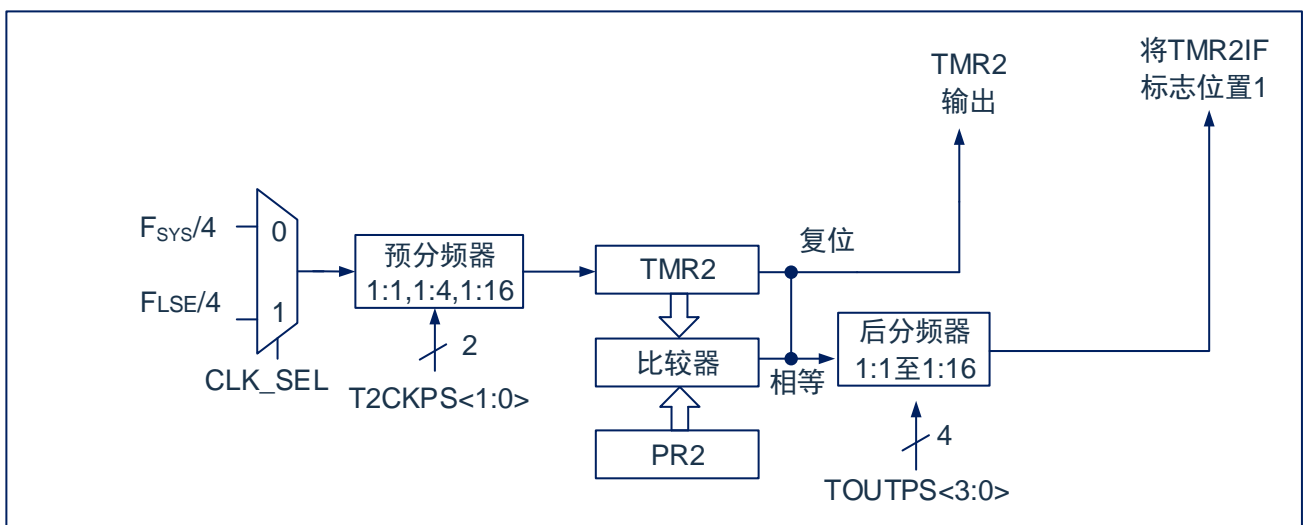 TMR2
输出
将TMR2IF
标志位置1
FSYS/4
0
FLSE/4
1
CLK_SEL
预分频器
1:1,1:4,1:16
2
T2CKPS<1:0>
TMR2
复位
比较器
相等
PR2
后分频器
1:1至1:16
4
TOUTPS<3:0>